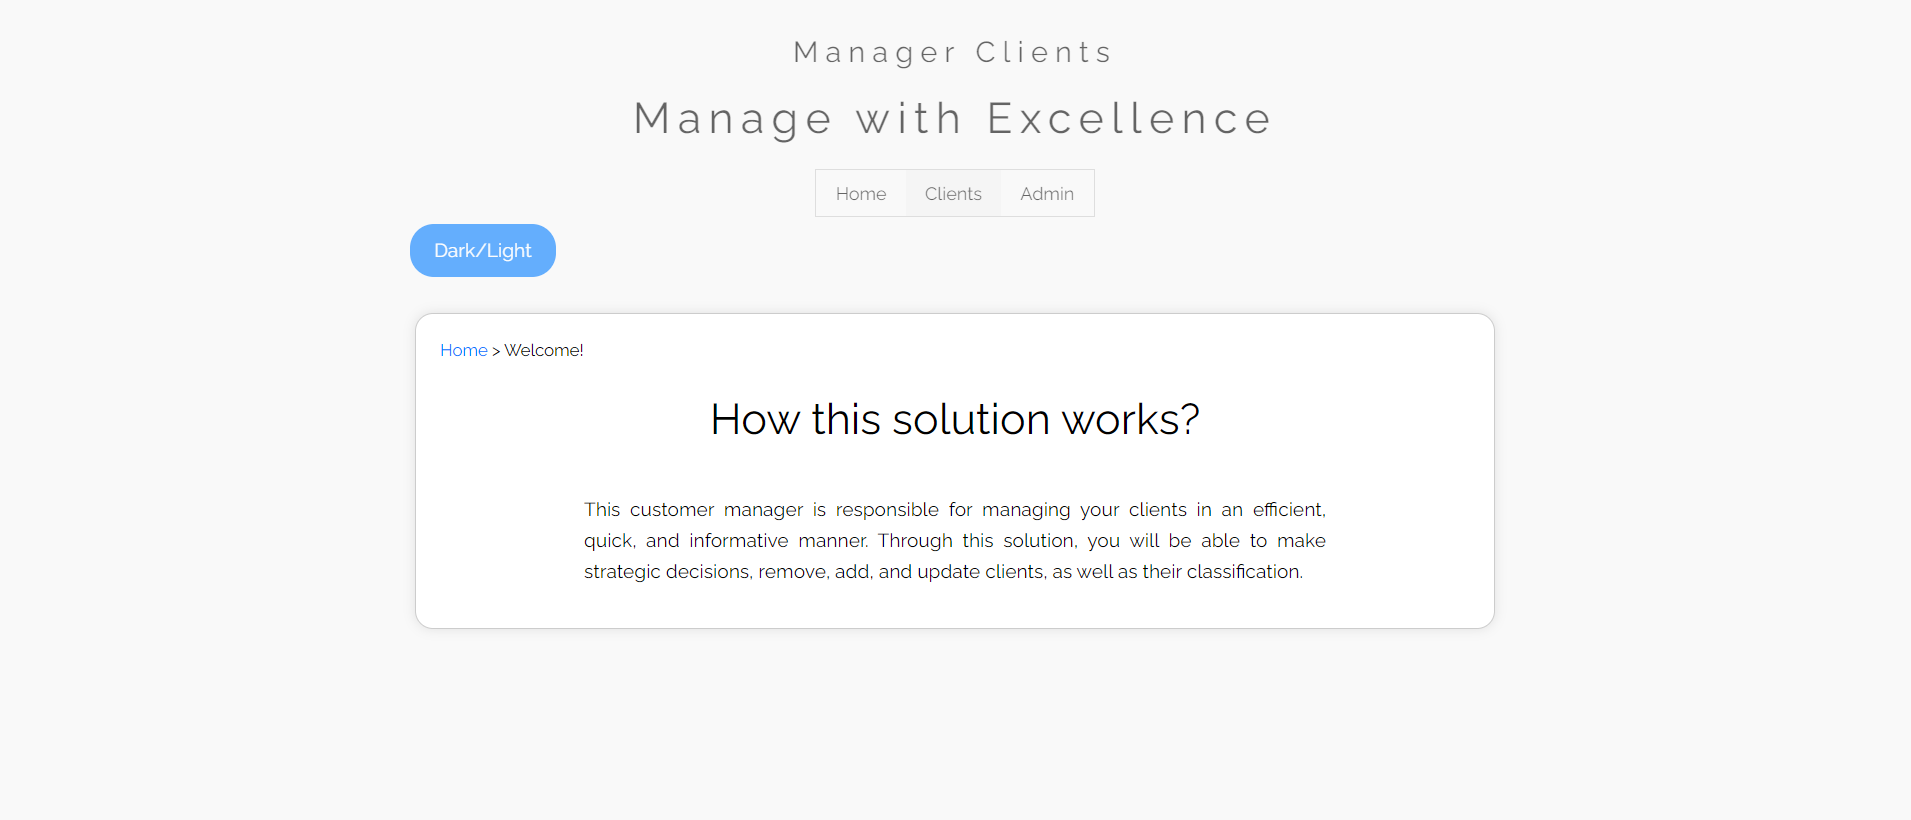 Manager Clients
Manage with Excellence
Home Clients Admin
Dark/Light
Home > Welcome!
How this solution works?
This customer manager is responsible for managing your clients in an efficient,
quick, and informative manner. Through this solution, you will be able to make
strategic decisions, remove, add, and update clients, as well as their classification.